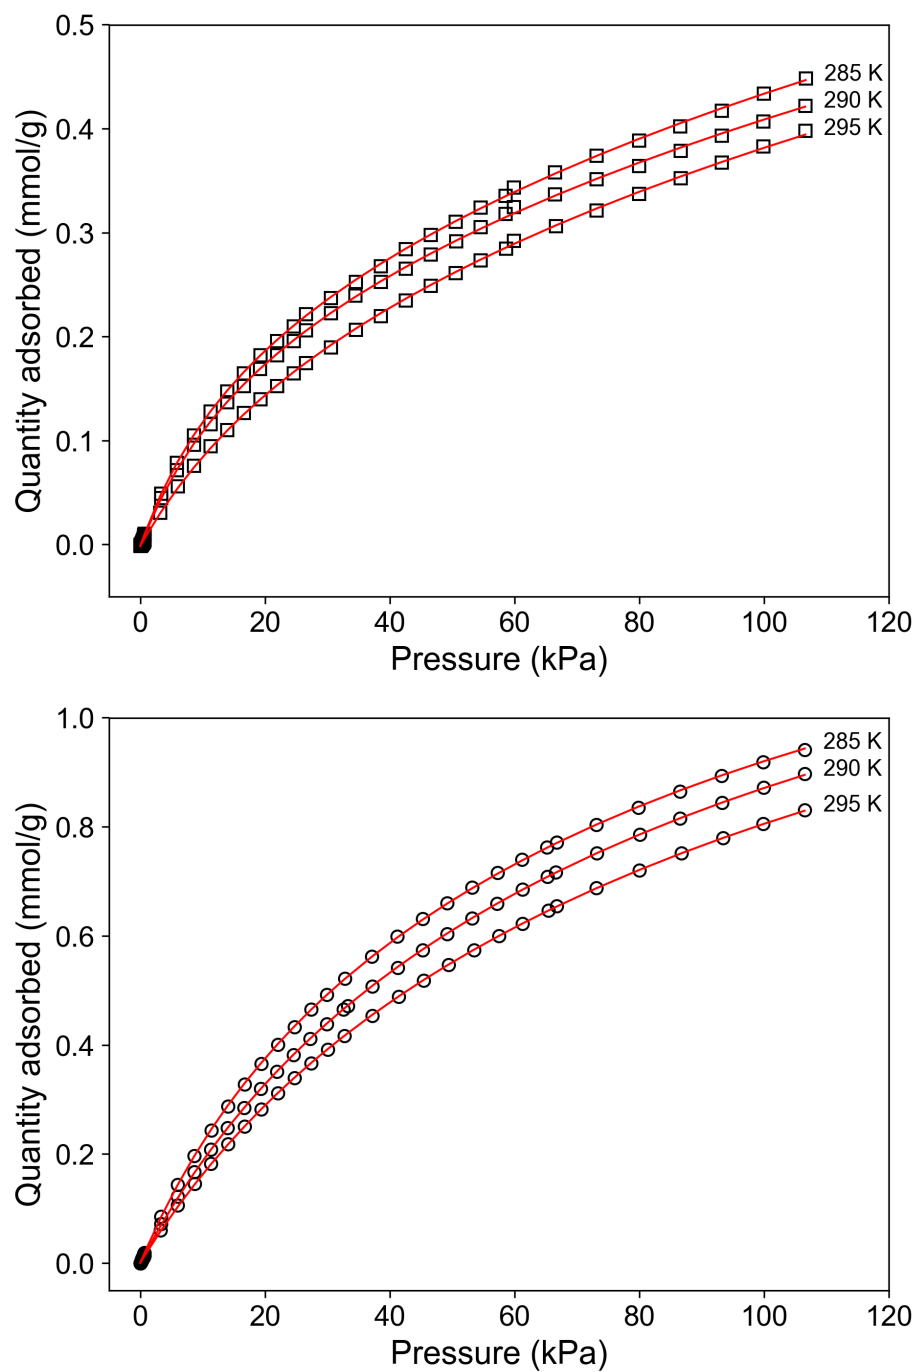 0.5
0.4
0.3
0.2
0.1
0.0
Quantity adsorbed (mmol/g)
285 K
290 K
295 K
0 20 40 60 80 100 120
Pressure (kPa)
1.0
0.8
0.6
0.4
0.2
0.0
Quantity adsorbed (mmol/g)
285 K
290 K
295 K
0 20 40 60 80 100 120
Pressure (kPa)